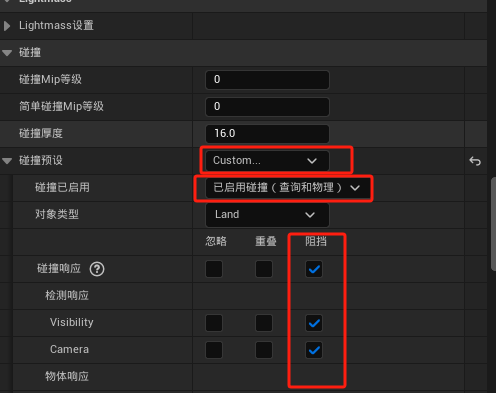 Lightmass
Lightmass设置
碰撞
碰撞Mip等级 0
简单碰撞Mip等级 0
碰撞厚度 16.0
碰撞预设 Custom...
碰撞已启用 已启用碰撞（查询和物理）
对象类型 Land
忽略 重叠 阻挡
碰撞响应 ?
检测响应
Visibility
Camera
物体响应